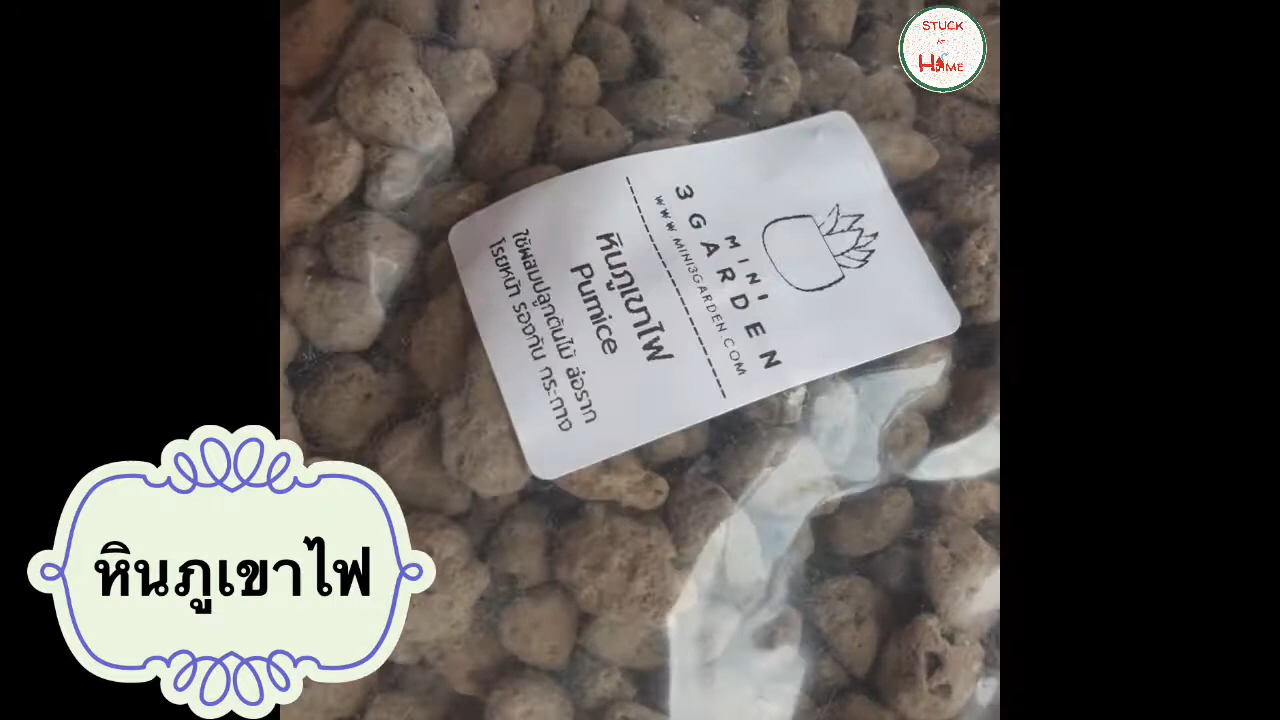 STUCK
AT
HOME
MINI
3 GARDEN
WWW.MINI3GARDEN.COM
หินภูเขาไฟ
Pumice
ใช้ผสมปลูกต้นไม้ ล่อราก
โรยหน้า รองก้น กระถาง
หินภูเขาไฟ